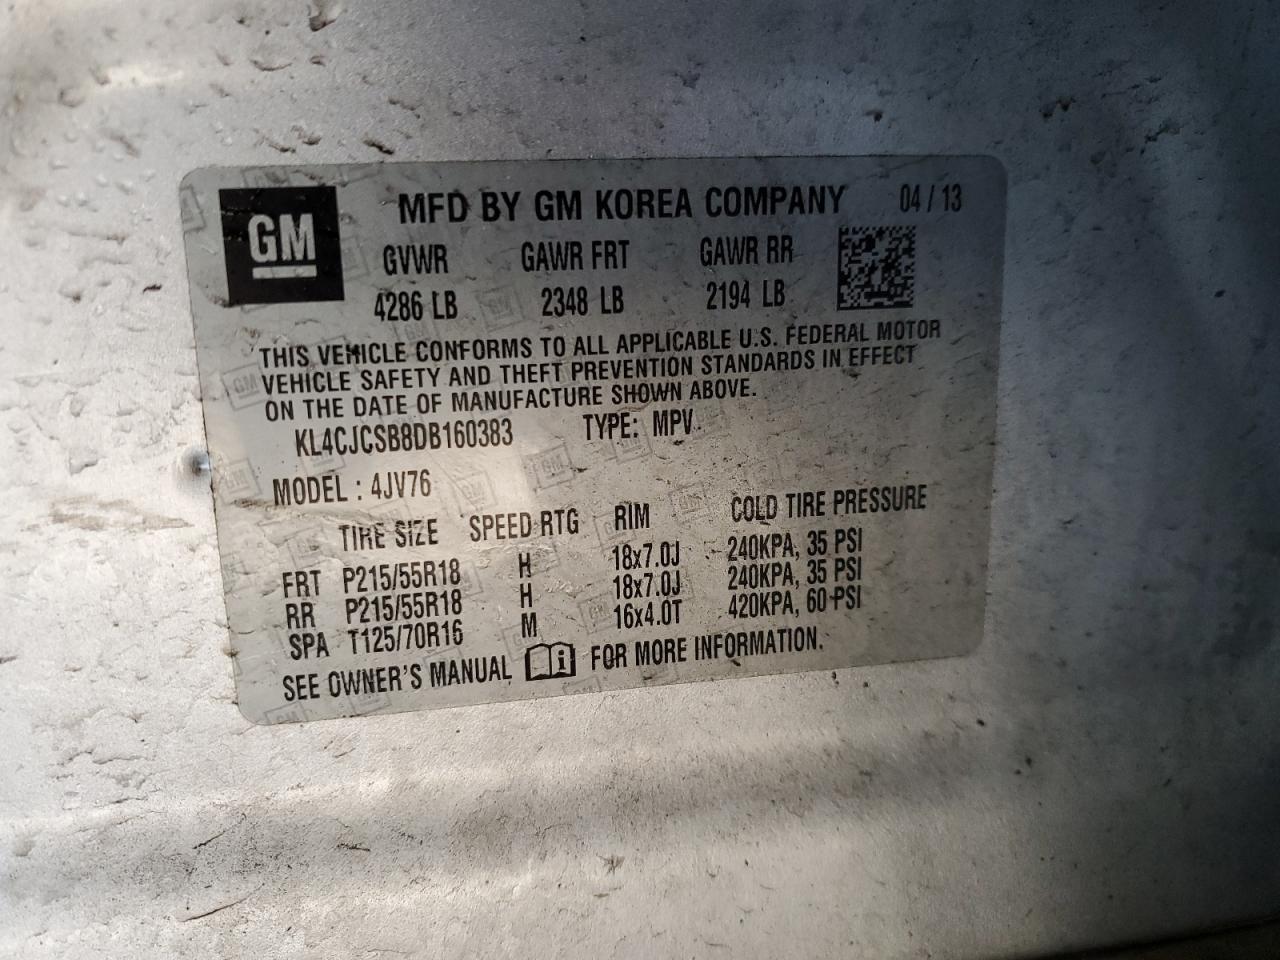 GM
MFD BY GM KOREA COMPANY 04 / 13
GVWR GAWR FRT GAWR RR
4286 LB 2348 LB 2194 LB
THIS VEHICLE CONFORMS TO ALL APPLICABLE U.S. FEDERAL MOTOR
VEHICLE SAFETY AND THEFT PREVENTION STANDARDS IN EFFECT
ON THE DATE OF MANUFACTURE SHOWN ABOVE.
KL4CJCSB8DB160383 TYPE: MPV
MODEL : 4JV76
TIRE SIZE SPEED RTG RIM COLD TIRE PRESSURE
FRT P215/55R18 H 18x7.0J 240KPA, 35 PSI
RR P215/55R18 H 18x7.0J 240KPA, 35 PSI
SPA T125/70R16 M 16x4.0T 420KPA, 60 PSI
SEE OWNER'S MANUAL i FOR MORE INFORMATION.